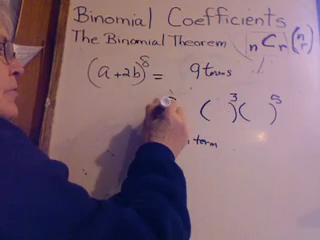 Binomial Coefficients
The Binomial Theorem nCr (n r)
(a+2b)^8 = 9 terms
( )^3 ( )^5
term